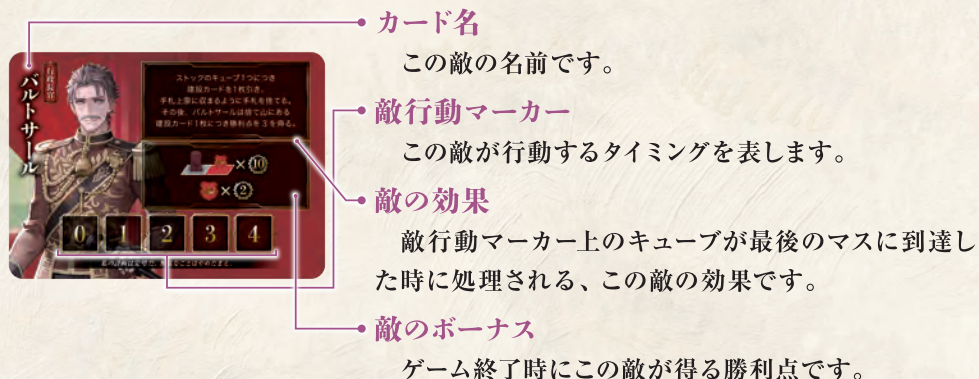 カード名
この敵の名前です。
敵行動マーカー
この敵が行動するタイミングを表します。
敵の効果
敵行動マーカー上のキューブが最後のマスに到達し
た時に処理される、この敵の効果です。
敵のボーナス
ゲーム終了時にこの敵が得る勝利点です。
行政長官
バルトサール
ストックのキューブ1つにつき
建設カードを1枚引き、
手札上限に収まるように手札を捨てる。
その後、バルトサールは捨て山にある
建設カード1枚につき勝利点を3を得る。
×10
×2
0 1 2 3 4